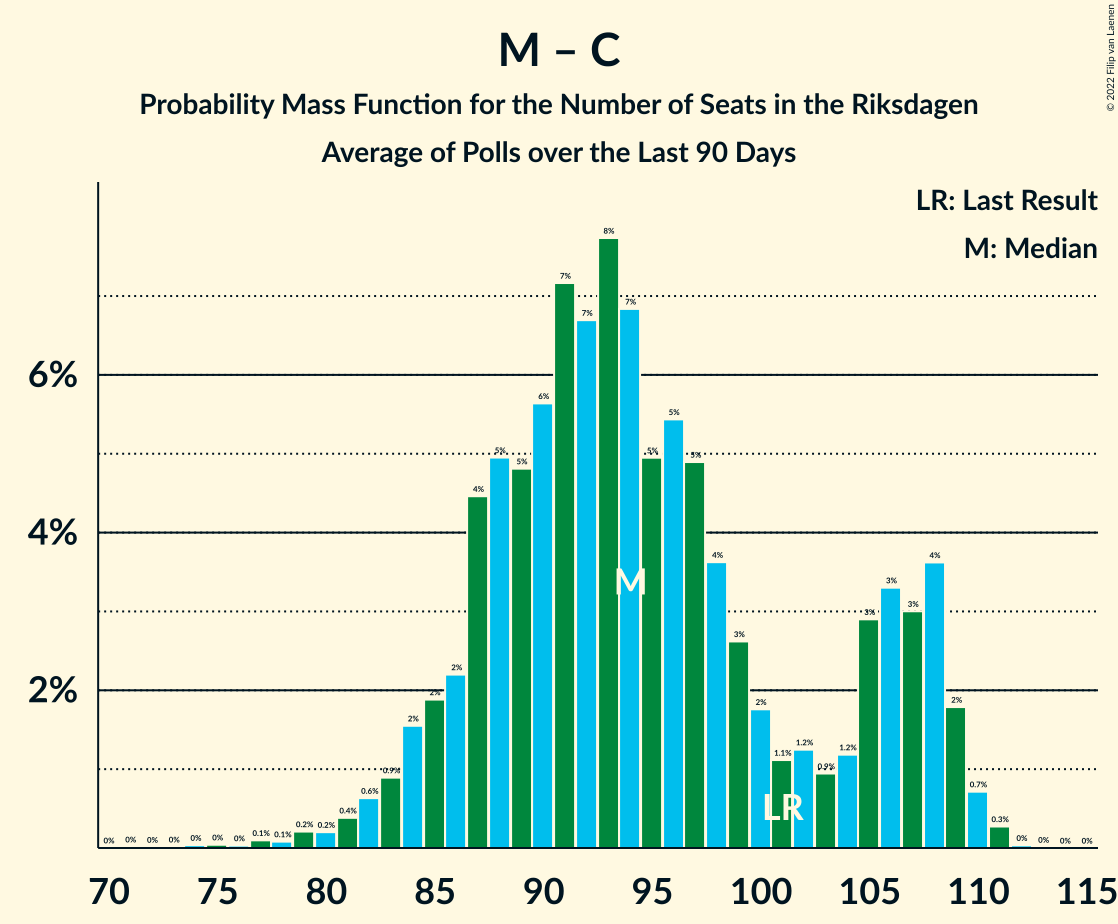 M – C
Probability Mass Function for the Number of Seats in the Riksdagen
Average of Polls over the Last 90 Days
© 2022 Filip van Laenen
LR: Last Result
M: Median
6%
4%
2%
0% 0% 0% 0% 0% 0% 0% 0.1% 0.1% 0.2% 0.2% 0.4% 0.6% 0.9% 2% 2% 2% 4% 5% 5% 6% 7% 7% 8% 7% 5% 5% 5% 4% 3% 2% 1.1% 1.2% 0.9% 1.2% 3% 3% 3% 4% 2% 0.7% 0.3% 0% 0% 0% 0%
M
LR
70 75 80 85 90 95 100 105 110 115